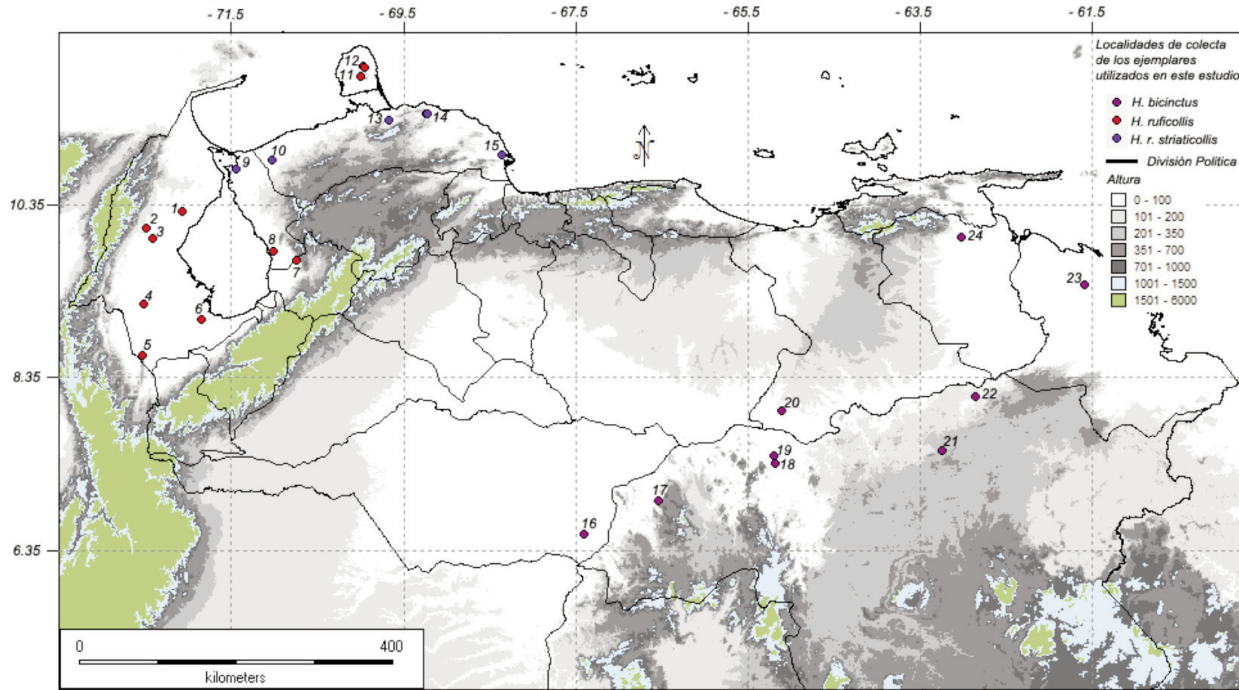 - 71.5
- 69.5
- 67.5
- 65.5
- 63.5
- 61.5
10.35
8.35
6.35
Localidades de colecta
de los ejemplares
utilizados en este estudio
H. bicinctus
H. ruficollis
H. r. striaticollis
División Política
Altura
0 - 100
101 - 200
201 - 350
351 - 700
701 - 1000
1001 - 1500
1501 - 6000
N
12
11
13
14
15
10
9
1
2
3
8
7
4
6
5
24
23
22
20
21
19
18
17
16
0
400
kilometers